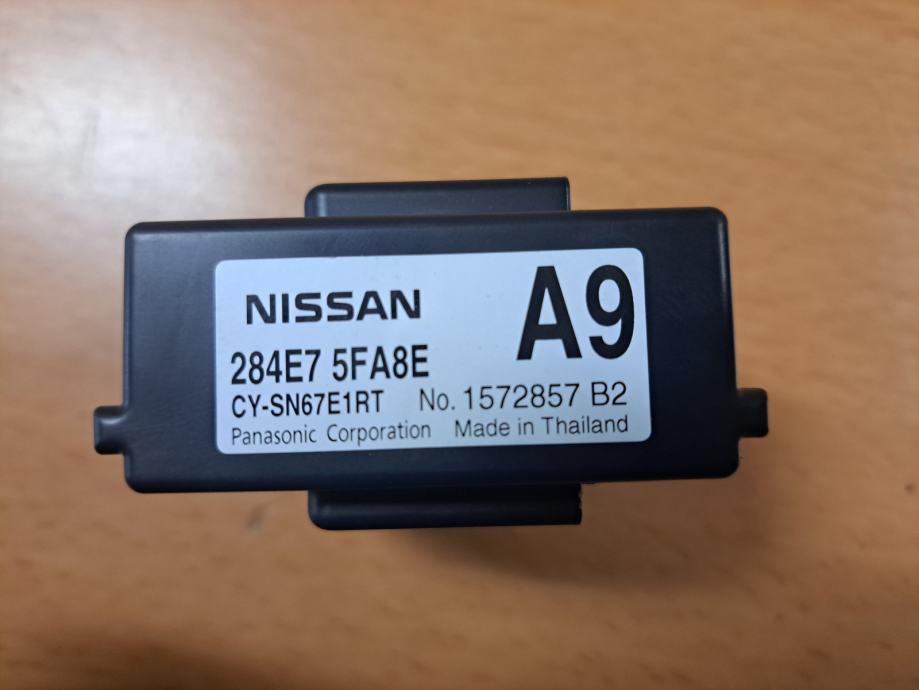 NISSAN A9
284E7 5FA8E
CY-SN67E1RT No. 1572857 B2
Panasonic Corporation Made in Thailand